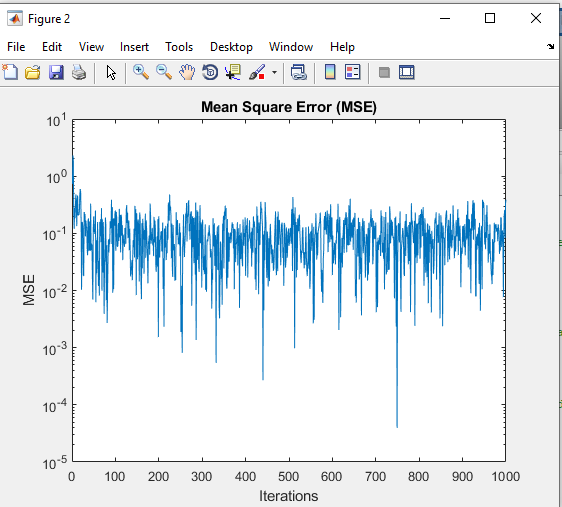 Figure 2
File Edit View Insert Tools Desktop Window Help
Mean Square Error (MSE)
10^1
10^0
10^-1
10^-2
10^-3
10^-4
10^-5
MSE
0 100 200 300 400 500 600 700 800 900 1000
Iterations